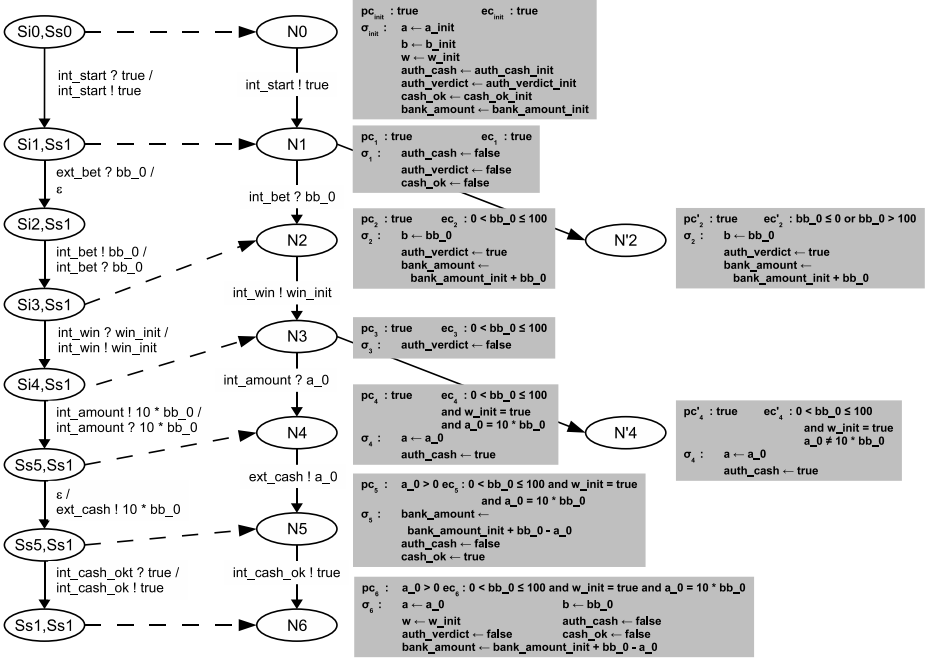 Si0,Ss0
int_start ? true /
int_start ! true
Si1,Ss1
ext_bet ? bb_0 /
ε
Si2,Ss1
int_bet ! bb_0 /
int_bet ? bb_0
Si3,Ss1
int_win ? win_init /
int_win ! win_init
Si4,Ss1
int_amount ! 10 * bb_0 /
int_amount ? 10 * bb_0
Ss5,Ss1
ε /
ext_cash ! 10 * bb_0
Ss5,Ss1
int_cash_okt ? true /
int_cash_ok ! true
Ss1,Ss1
N0
int_start ! true
N1
int_bet ? bb_0
N2
int_win ! win_init
N3
int_amount ? a_0
N4
ext_cash ! a_0
N5
int_cash_ok ! true
N6
N'2
N'4
pc_init : true ec_init : true
σ_init : a ← a_init
b ← b_init
w ← w_init
auth_cash ← auth_cash_init
auth_verdict ← auth_verdict_init
cash_ok ← cash_ok_init
bank_amount ← bank_amount_init
pc_1 : true ec_1 : true
σ_1 : auth_cash ← false
auth_verdict ← false
cash_ok ← false
pc_2 : true ec_2 : 0 < bb_0 ≤ 100
σ_2 : b ← bb_0
auth_verdict ← true
bank_amount ←
bank_amount_init + bb_0
pc'_2 : true ec'_2 : bb_0 ≤ 0 or bb_0 > 100
σ_2 : b ← bb_0
auth_verdict ← true
bank_amount ←
bank_amount_init + bb_0
pc_3 : true ec_3 : 0 < bb_0 ≤ 100
σ_3 : auth_verdict ← false
pc_4 : true ec_4 : 0 < bb_0 ≤ 100
and w_init = true
and a_0 = 10 * bb_0
σ_4 : a ← a_0
auth_cash ← true
pc'_4 : true ec'_4 : 0 < bb_0 ≤ 100
and w_init = true
a_0 ≠ 10 * bb_0
σ_4 : a ← a_0
auth_cash ← true
pc_5 : a_0 > 0 ec_5 : 0 < bb_0 ≤ 100 and w_init = true
and a_0 = 10 * bb_0
σ_5 : bank_amount ←
bank_amount_init + bb_0 - a_0
auth_cash ← false
cash_ok ← true
pc_6 : a_0 > 0 ec_6 : 0 < bb_0 ≤ 100 and w_init = true and a_0 = 10 * bb_0
σ_6 : a ← a_0 b ← bb_0
w ← w_init auth_cash ← false
auth_verdict ← false cash_ok ← false
bank_amount ← bank_amount_init + bb_0 - a_0